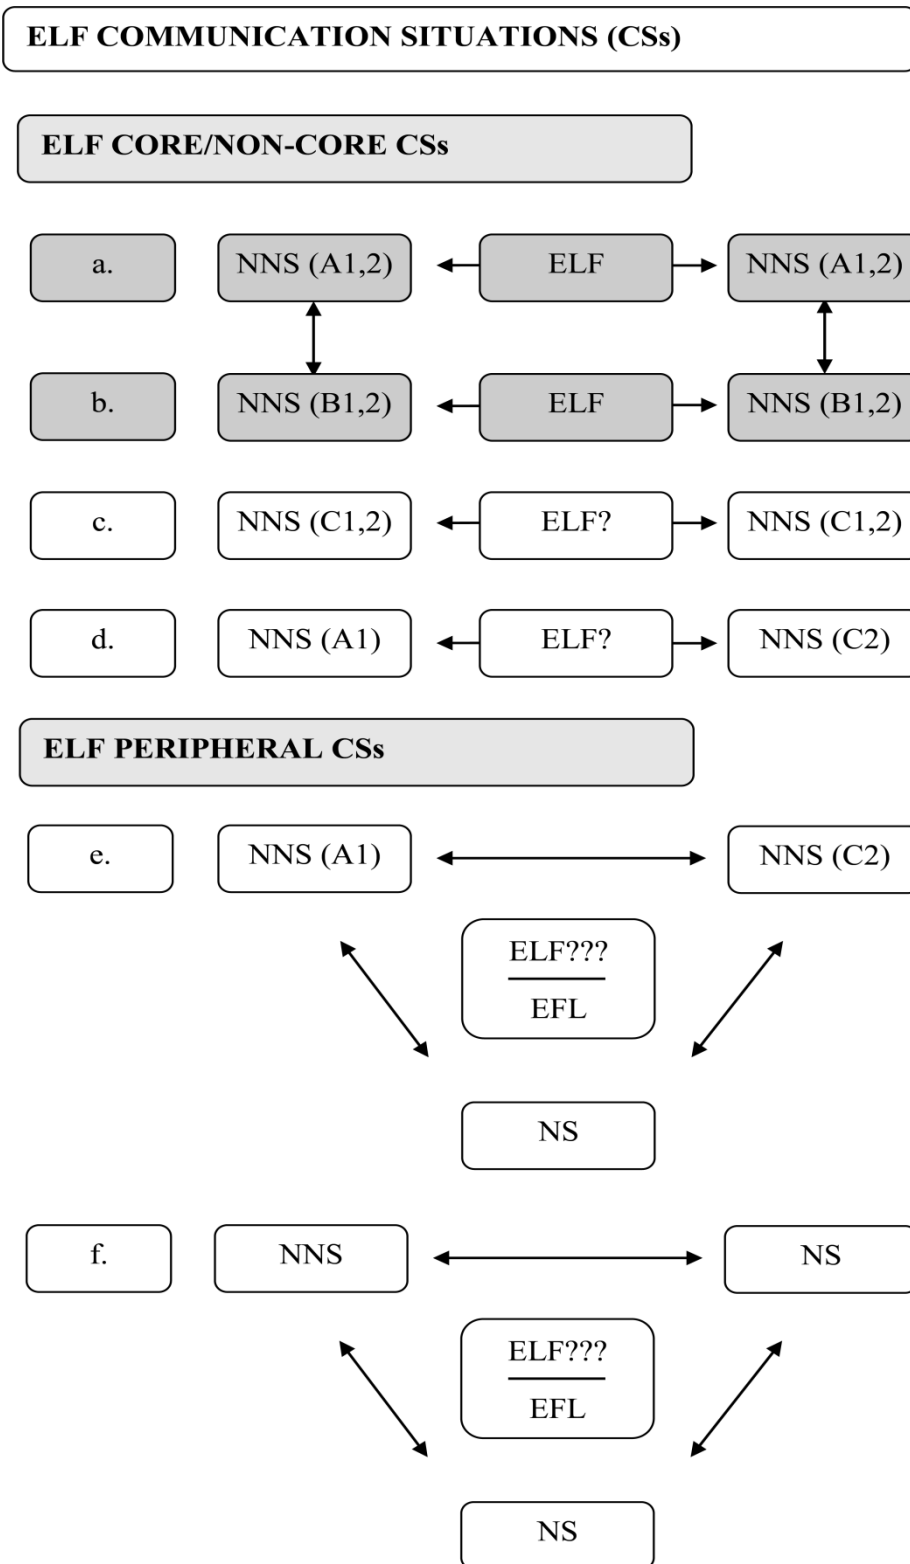 ELF COMMUNICATION SITUATIONS (CSs)
ELF CORE/NON-CORE CSs
a. NNS (A1,2) ELF NNS (A1,2)
b. NNS (B1,2) ELF NNS (B1,2)
c. NNS (C1,2) ELF? NNS (C1,2)
d. NNS (A1) ELF? NNS (C2)
ELF PERIPHERAL CSs
e. NNS (A1) NNS (C2)
ELF???
EFL
NS
f. NNS NS
ELF???
EFL
NS